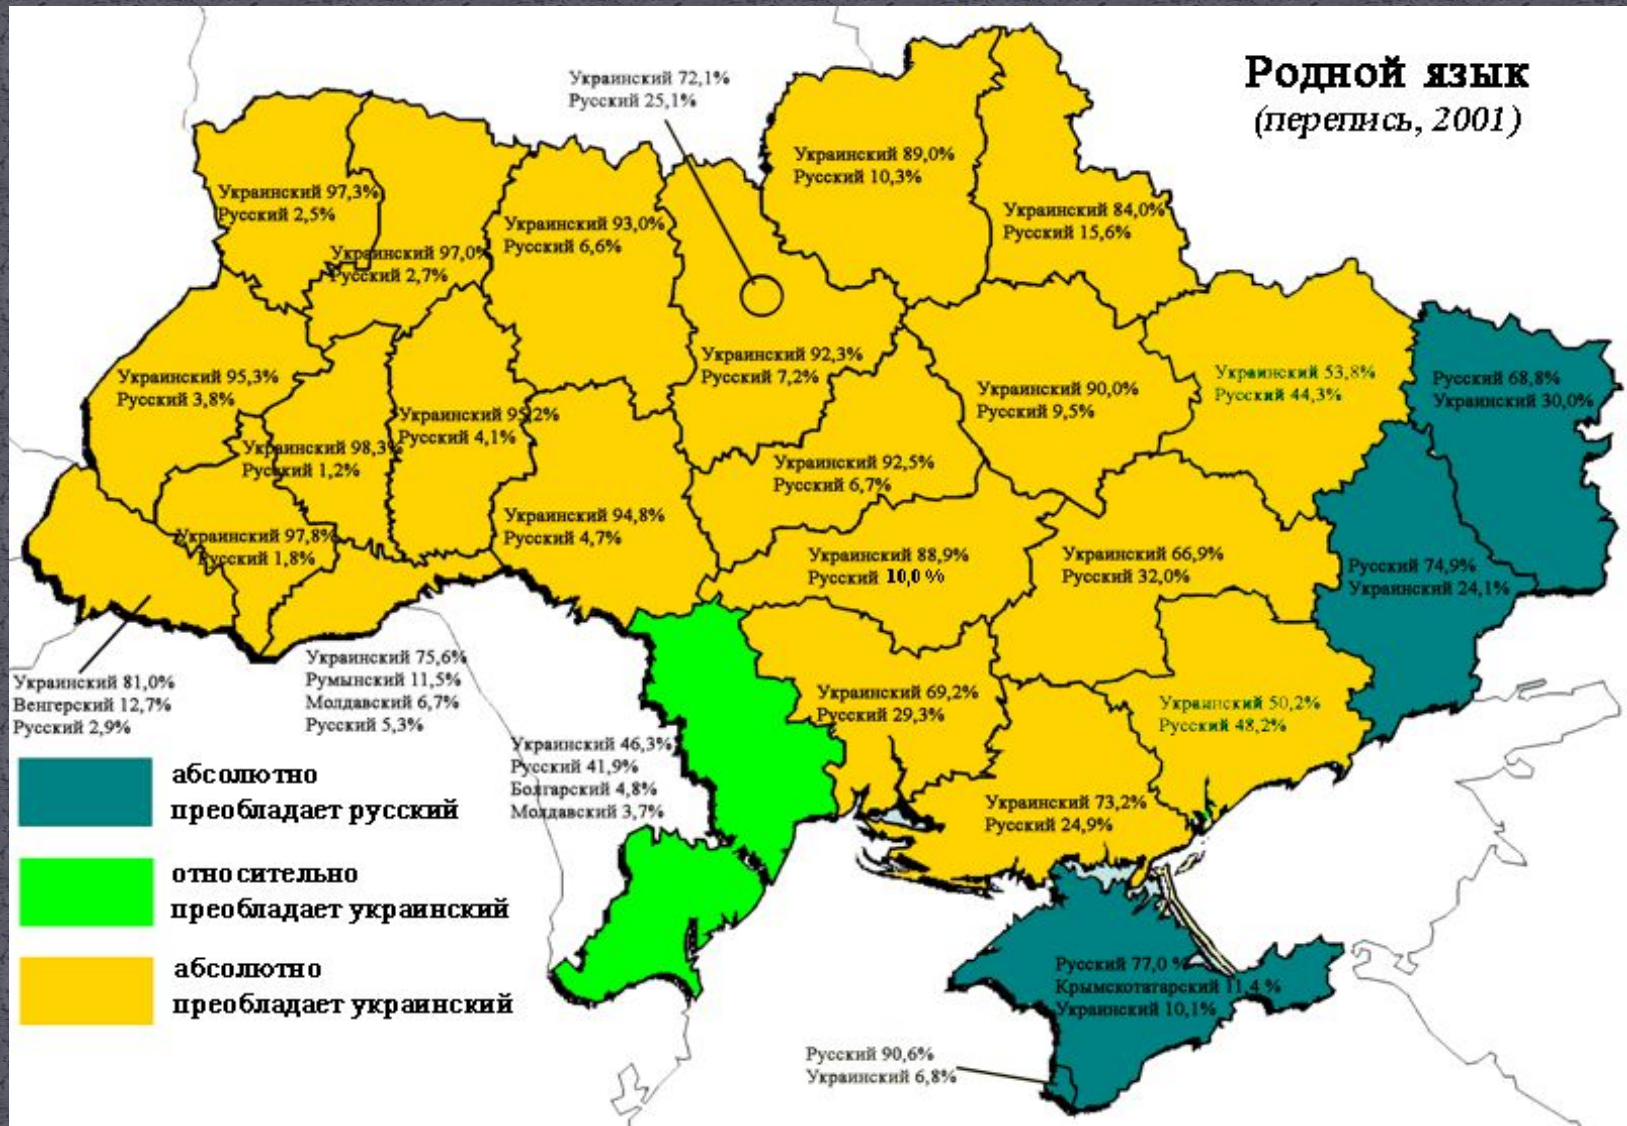 Родной язык
(перепись, 2001)
Украинский 72,1%
Русский 25,1%
Украинский 89,0%
Русский 10,3%
Украинский 97,3%
Русский 2,5%
Украинский 84,0%
Русский 15,6%
Украинский 93,0%
Русский 6,6%
Украинский 97,0%
Русский 2,7%
Украинский 92,3%
Русский 7,2%
Украинский 95,3%
Русский 3,8%
Украинский 90,0%
Русский 9,5%
Украинский 53,8%
Русский 44,3%
Русский 68,8%
Украинский 30,0%
Украинский 95,2%
Русский 4,1%
Украинский 98,3%
Русский 1,2%
Украинский 92,5%
Русский 6,7%
Украинский 94,8%
Русский 4,7%
Украинский 97,8%
Русский 1,8%
Украинский 88,9%
Русский 10,0 %
Украинский 66,9%
Русский 32,0%
Русский 74,9%
Украинский 24,1%
Украинский 81,0%
Венгерский 12,7%
Русский 2,9%
Украинский 75,6%
Румынский 11,5%
Молдавский 6,7%
Русский 5,3%
Украинский 69,2%
Русский 29,3%
Украинский 50,2%
Русский 48,2%
Украинский 46,3%
Русский 41,9%
Болгарский 4,8%
Молдавский 3,7%
Украинский 73,2%
Русский 24,9%
Русский 77,0 %
Крымскотатарский 11,4 %
Украинский 10,1%
Русский 90,6%
Украинский 6,8%
абсолютно
преобладает русский
относительно
преобладает украинский
абсолютно
преобладает украинский